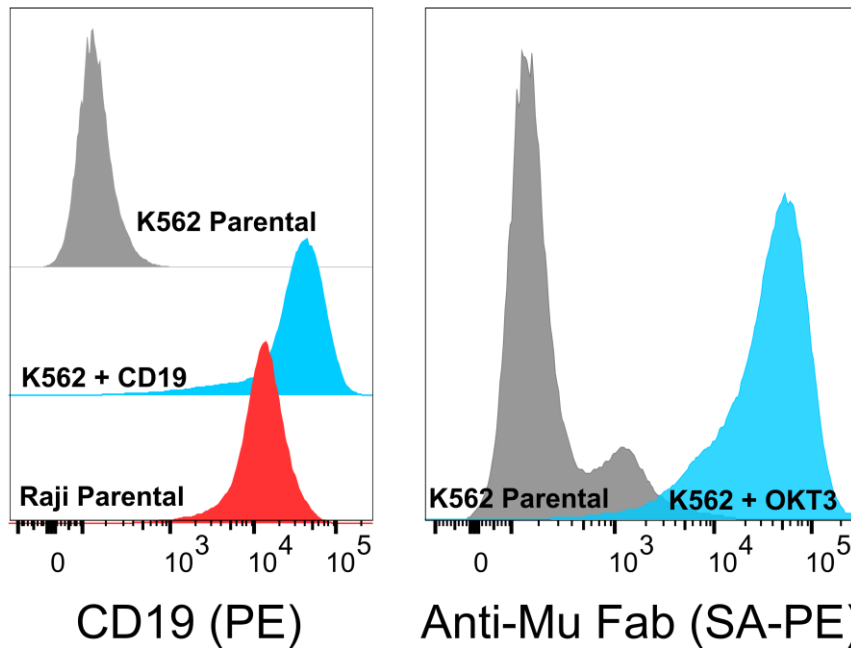 K562 Parental
K562 + CD19
Raji Parental
0 10³ 10⁴ 10⁵
CD19 (PE)
K562 Parental
K562 + OKT3
0 10³ 10⁴ 10⁵
Anti-Mu Fab (SA-PE)